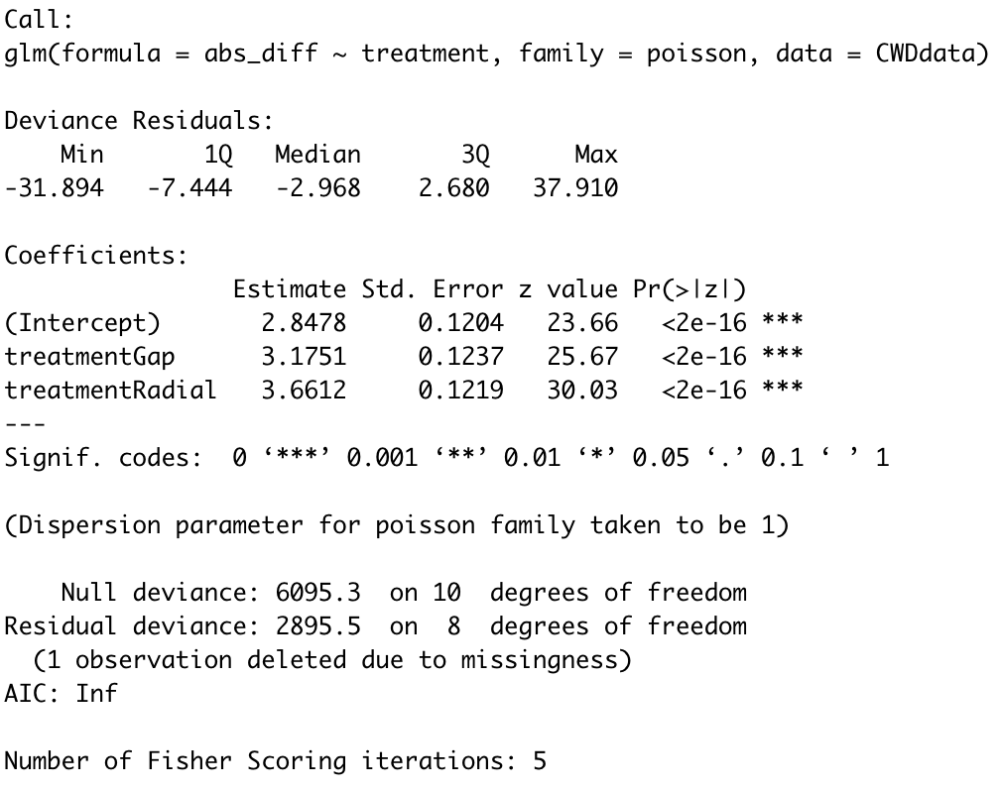 Call:
glm(formula = abs_diff ~ treatment, family = poisson, data = CWDdata)
Deviance Residuals:
    Min      1Q   Median      3Q     Max
-31.894   -7.444   -2.968    2.680   37.910
Coefficients:
                Estimate Std. Error z value Pr(>|z|)
(Intercept)       2.8478     0.1204   23.66   <2e-16 ***
treatmentGap      3.1751     0.1237   25.67   <2e-16 ***
treatmentRadial   3.6612     0.1219   30.03   <2e-16 ***
---
Signif. codes:  0 ‘***’ 0.001 ‘**’ 0.01 ‘*’ 0.05 ‘.’ 0.1 ‘ ’ 1
(Dispersion parameter for poisson family taken to be 1)
    Null deviance: 6095.3  on 10  degrees of freedom
Residual deviance: 2895.5  on  8  degrees of freedom
  (1 observation deleted due to missingness)
AIC: Inf
Number of Fisher Scoring iterations: 5